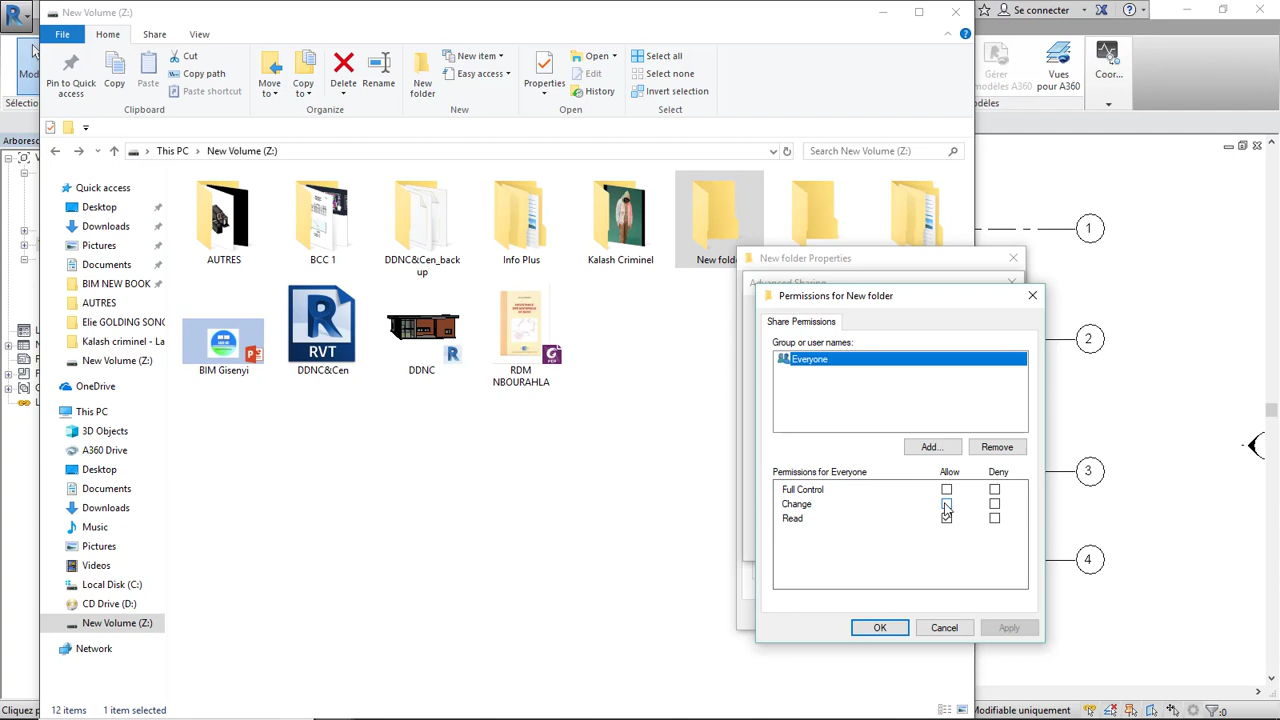 New Volume (Z:)
Se connecter
File
Home
Share
View
Pin to Quick access
Copy
Paste
Cut
Copy path
Paste shortcut
Clipboard
Move to
Copy to
Delete
Rename
Organize
New folder
New item
Easy access
New
Properties
Open
Edit
History
Open
Select all
Select none
Invert selection
Select
Gérer
modèles A360
Vues
pour A360
Coor...
Sélection
Arboresc
This PC > New Volume (Z:)
Search New Volume (Z:)
Quick access
Desktop
Downloads
Pictures
Documents
BIM NEW BOOK
AUTRES
Elie GOLDING SONG
Kalash criminel - La
New Volume (Z:)
OneDrive
This PC
3D Objects
A360 Drive
Desktop
Documents
Downloads
Music
Pictures
Videos
Local Disk (C:)
CD Drive (D:)
New Volume (Z:)
Network
AUTRES
BCC 1
DDNC&Cen_back
up
Info Plus
Kalash Criminel
New fold
BIM Gisenyi
RVT
DDNC&Cen
DDNC
RDM
NBOURAHLA
New folder Properties
Advanced Sharing
Permissions for New folder
Share Permissions
Group or user names:
Everyone
Add...
Remove
Permissions for Everyone
Allow
Deny
Full Control
Change
Read
OK
Cancel
Apply
1
2
3
4
12 items
1 item selected
Cliquez p
Modifiable uniquement
:0